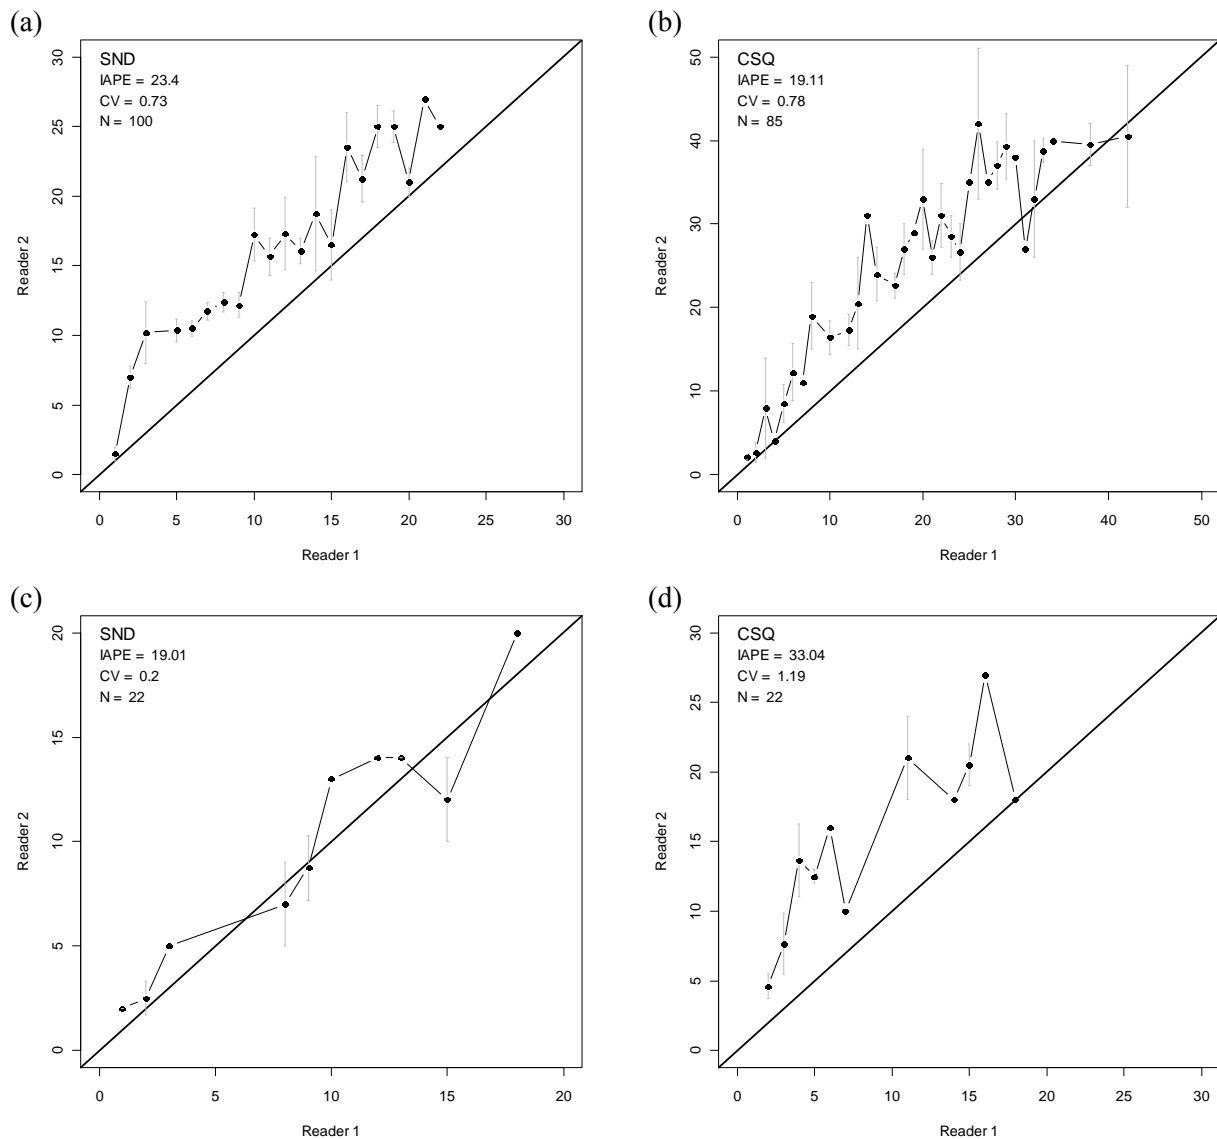 (a)
SND
IAPE = 23.4
CV = 0.73
N = 100
30
25
20
15
10
5
0
Reader 2
0 5 10 15 20 25 30
Reader 1
(b)
CSQ
IAPE = 19.11
CV = 0.78
N = 85
50
40
30
20
10
0
Reader 2
0 10 20 30 40 50
Reader 1
(c)
SND
IAPE = 19.01
CV = 0.2
N = 22
20
15
10
5
0
Reader 2
0 5 10 15 20
Reader 1
(d)
CSQ
IAPE = 33.04
CV = 1.19
N = 22
30
25
20
15
10
5
0
Reader 2
0 5 10 15 20 25 30
Reader 1